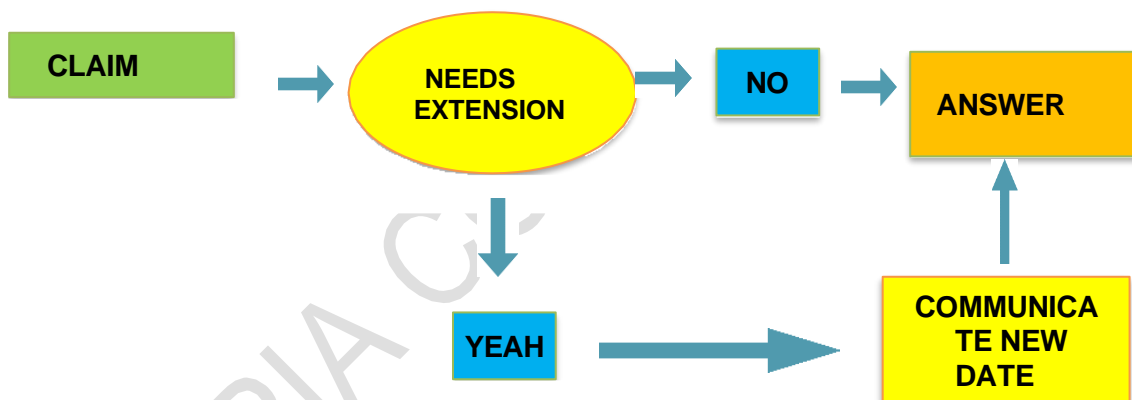 CLAIM
NEEDS
EXTENSION
NO
ANSWER
YEAH
COMMUNICA
TE NEW
DATE